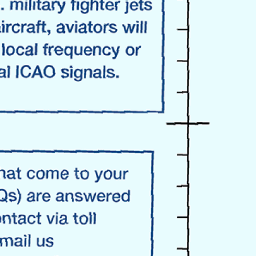 . military fighter jets
ircraft, aviators will
local frequency or
al ICAO signals.
hat come to your
Qs) are answered
ontact via toll
mail us